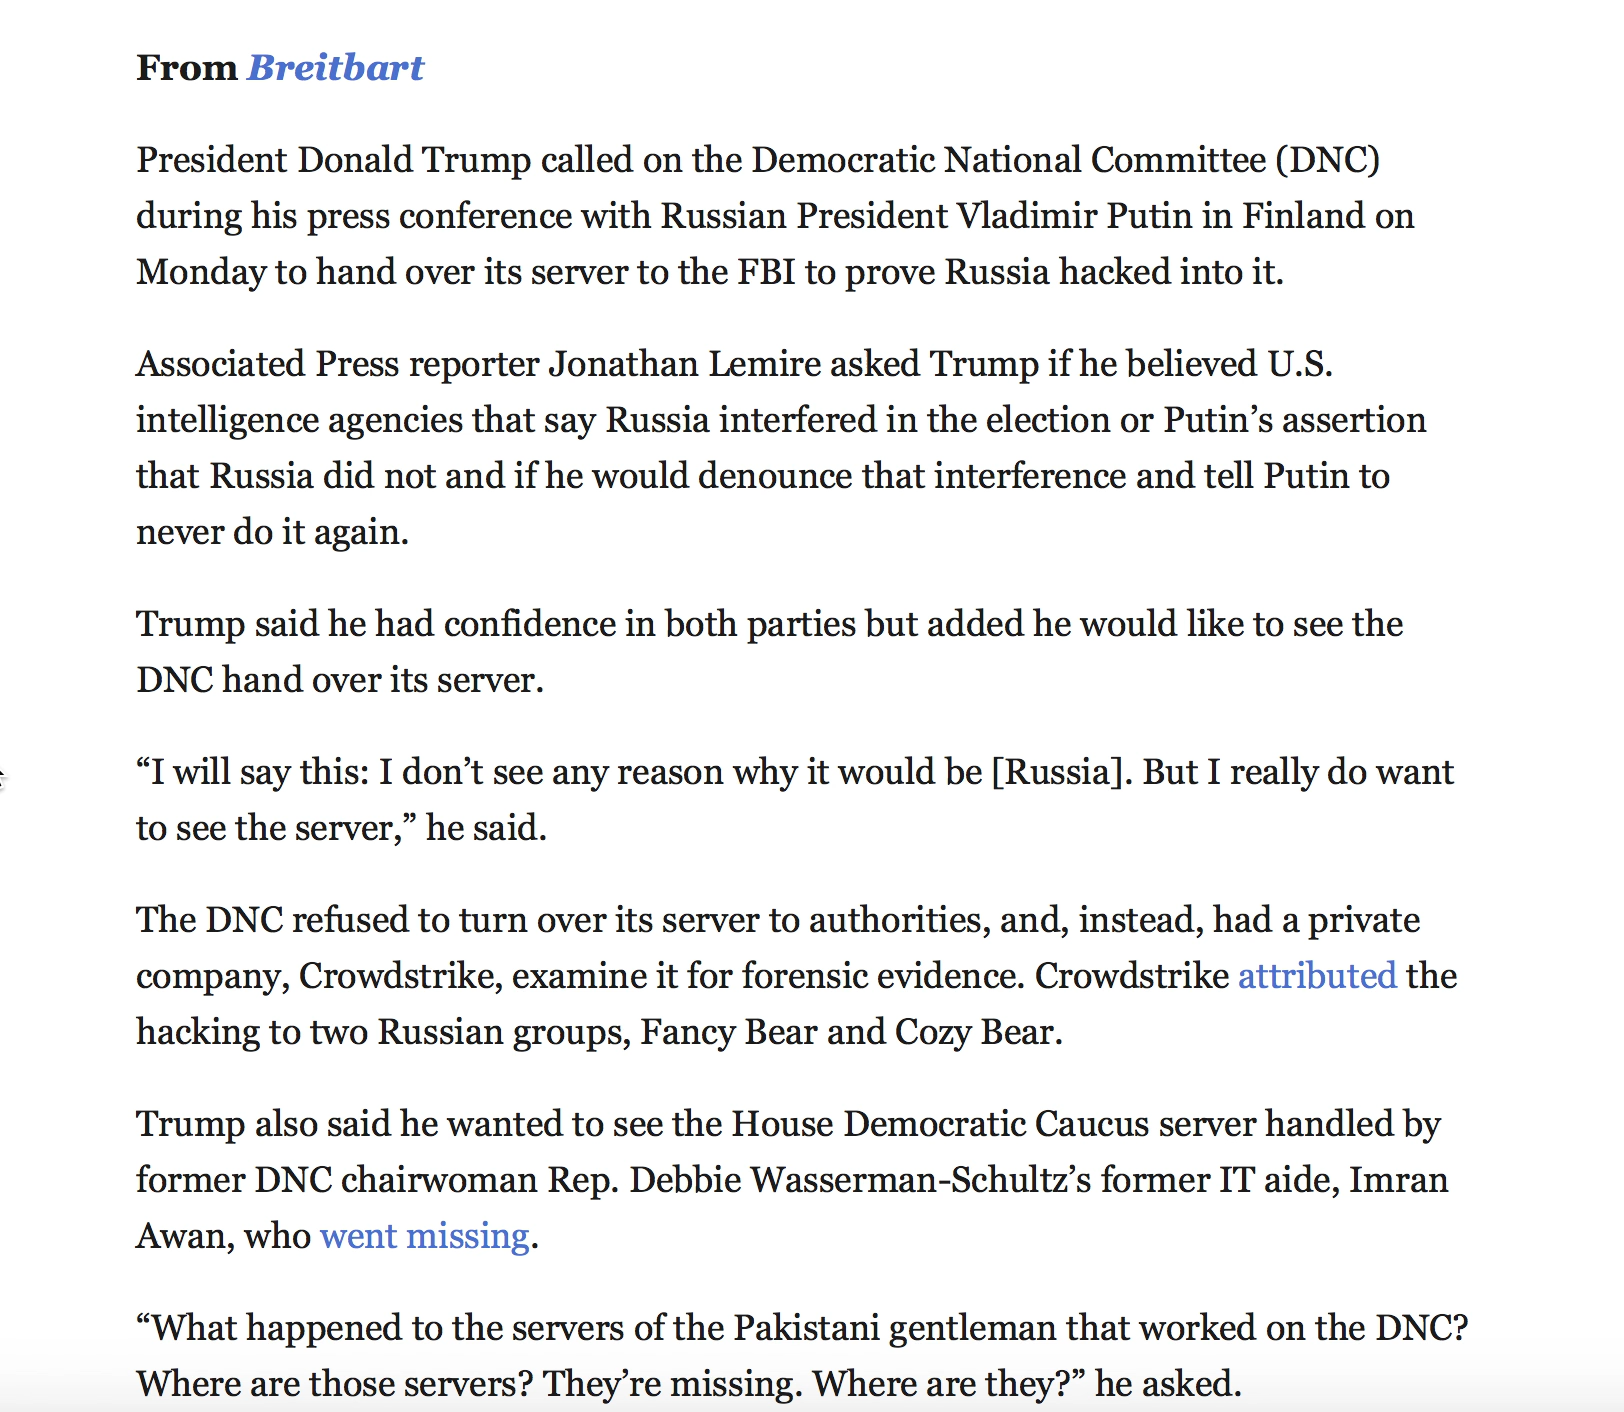 From Breitbart
President Donald Trump called on the Democratic National Committee (DNC)
during his press conference with Russian President Vladimir Putin in Finland on
Monday to hand over its server to the FBI to prove Russia hacked into it.
Associated Press reporter Jonathan Lemire asked Trump if he believed U.S.
intelligence agencies that say Russia interfered in the election or Putin’s assertion
that Russia did not and if he would denounce that interference and tell Putin to
never do it again.
Trump said he had confidence in both parties but added he would like to see the
DNC hand over its server.
“I will say this: I don’t see any reason why it would be [Russia]. But I really do want
to see the server,” he said.
The DNC refused to turn over its server to authorities, and, instead, had a private
company, Crowdstrike, examine it for forensic evidence. Crowdstrike attributed the
hacking to two Russian groups, Fancy Bear and Cozy Bear.
Trump also said he wanted to see the House Democratic Caucus server handled by
former DNC chairwoman Rep. Debbie Wasserman-Schultz’s former IT aide, Imran
Awan, who went missing.
“What happened to the servers of the Pakistani gentleman that worked on the DNC?
Where are those servers? They’re missing. Where are they?” he asked.